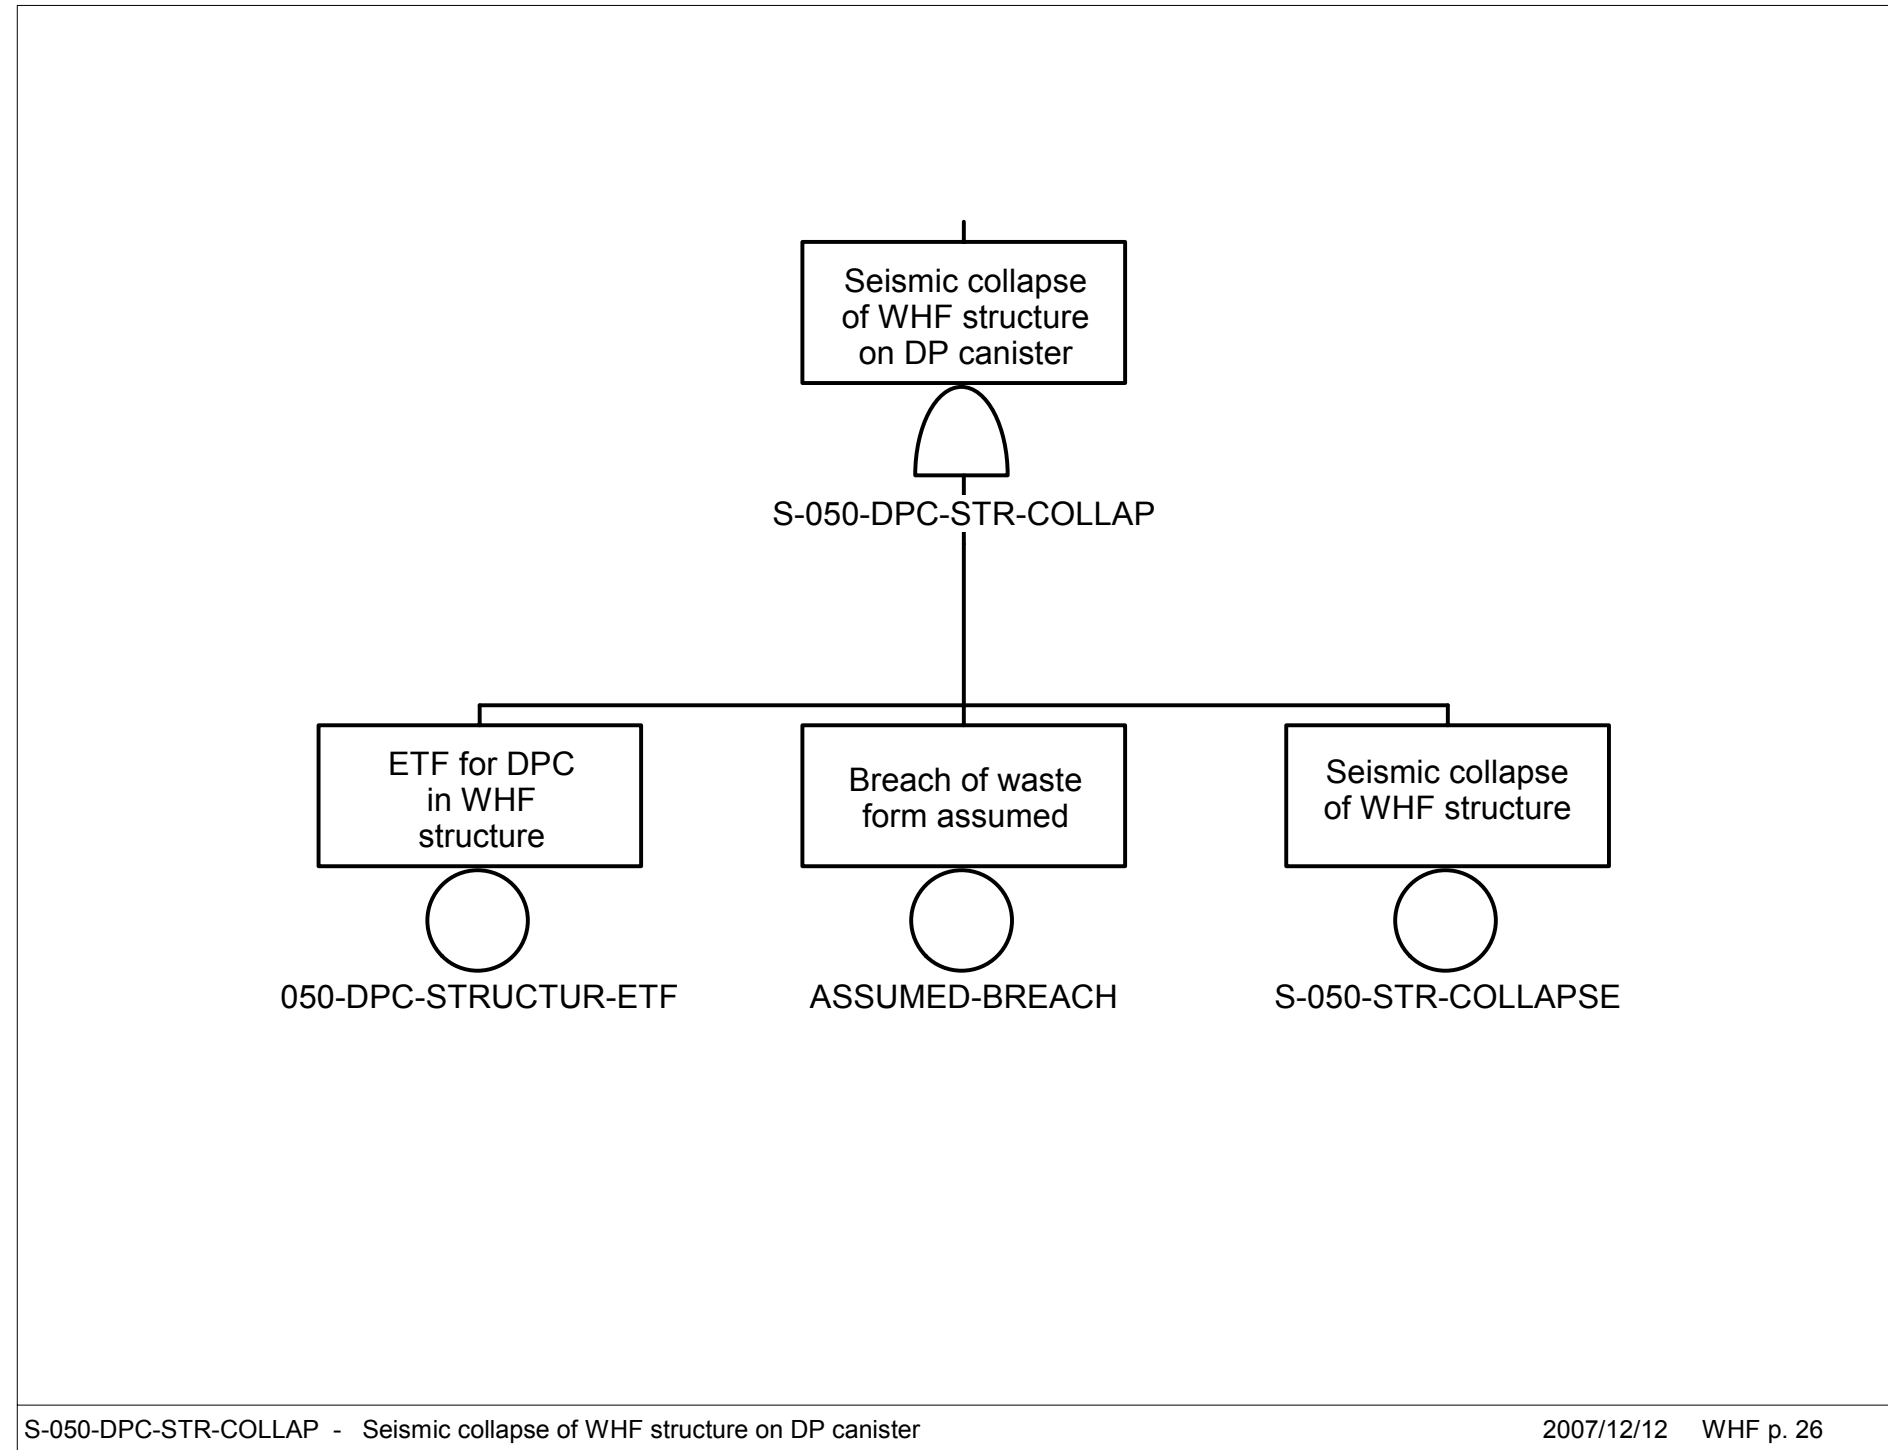 Seismic collapse
of WHF structure
on DP canister
S-050-DPC-STR-COLLAP
ETF for DPC
in WHF
structure
050-DPC-STRUCTUR-ETF
Breach of waste
form assumed
ASSUMED-BREACH
Seismic collapse
of WHF structure
S-050-STR-COLLAPSE
S-050-DPC-STR-COLLAP - Seismic collapse of WHF structure on DP canister 2007/12/12 WHF p. 26